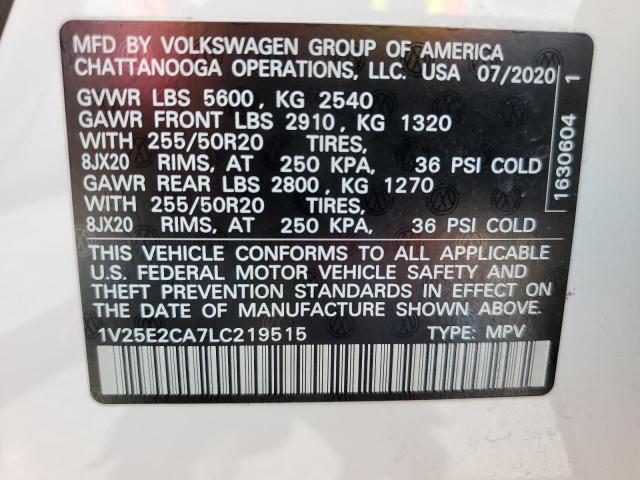 MFD BY VOLKSWAGEN GROUP OF AMERICA
CHATTANOOGA OPERATIONS, LLC. USA 07/2020
GVWR LBS 5600, KG 2540
GAWR FRONT LBS 2910, KG 1320
WITH 255/50R20 TIRES,
8JX20 RIMS, AT 250 KPA, 36 PSI COLD
GAWR REAR LBS 2800, KG 1270
WITH 255/50R20 TIRES,
8JX20 RIMS, AT 250 KPA, 36 PSI COLD
THIS VEHICLE CONFORMS TO ALL APPLICABLE
U.S. FEDERAL MOTOR VEHICLE SAFETY AND
THEFT PREVENTION STANDARDS IN EFFECT ON
THE DATE OF MANUFACTURE SHOWN ABOVE.
1V25E2CA7LC219515 TYPE: MPV
1630604 1